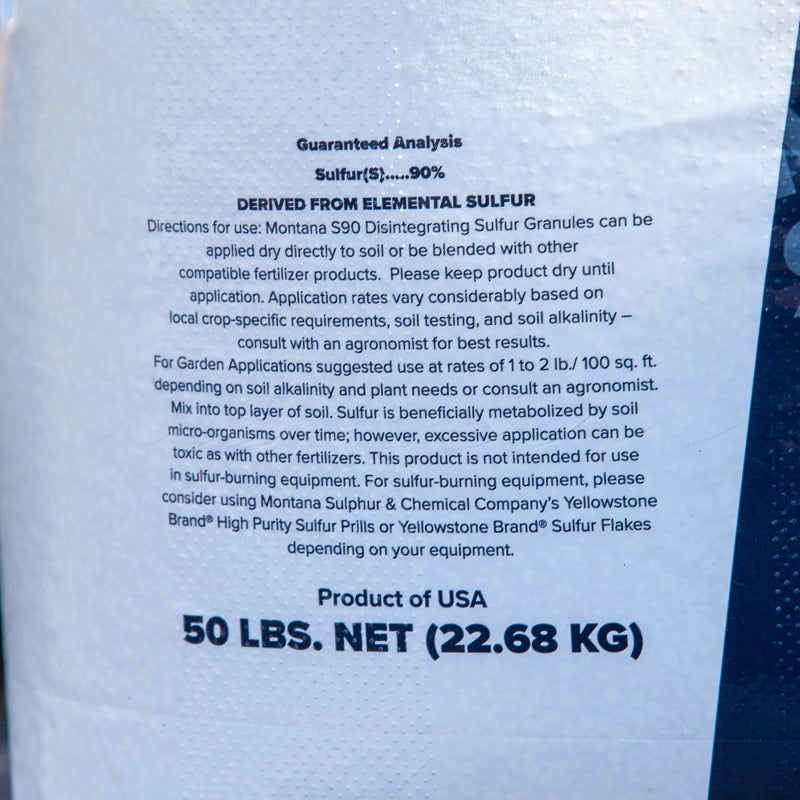 Guaranteed Analysis
Sulfur(S).....90%
DERIVED FROM ELEMENTAL SULFUR
Directions for use: Montana S90 Disintegrating Sulfur Granules can be
applied dry directly to soil or be blended with other
compatible fertilizer products. Please keep product dry until
application. Application rates vary considerably based on
local crop-specific requirements, soil testing, and soil alkalinity –
consult with an agronomist for best results.
For Garden Applications suggested use at rates of 1 to 2 lb./ 100 sq. ft.
depending on soil alkalinity and plant needs or consult an agronomist.
Mix into top layer of soil. Sulfur is beneficially metabolized by soil
micro-organisms over time; however, excessive application can be
toxic as with other fertilizers. This product is not intended for use
in sulfur-burning equipment. For sulfur-burning equipment, please
consider using Montana Sulphur & Chemical Company's Yellowstone
Brand® High Purity Sulfur Prills or Yellowstone Brand® Sulfur Flakes
depending on your equipment.
Product of USA
50 LBS. NET (22.68 KG)